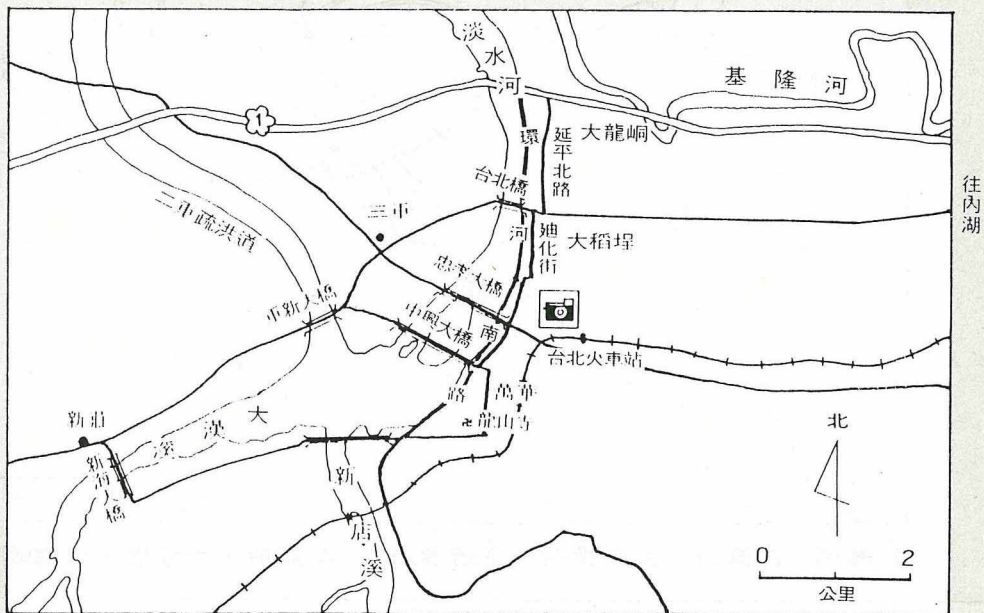 淡水河
基隆河
1
環河南路
延平北路
大龍峒
台北橋
三重疏洪道
三重
迪化街
大稻埕
往內湖
忠孝大橋
重新大橋
中興大橋
台北火車站
萬華
卍龍山寺
新莊
大漢溪
新海橋
新店溪
北
0 2
公里